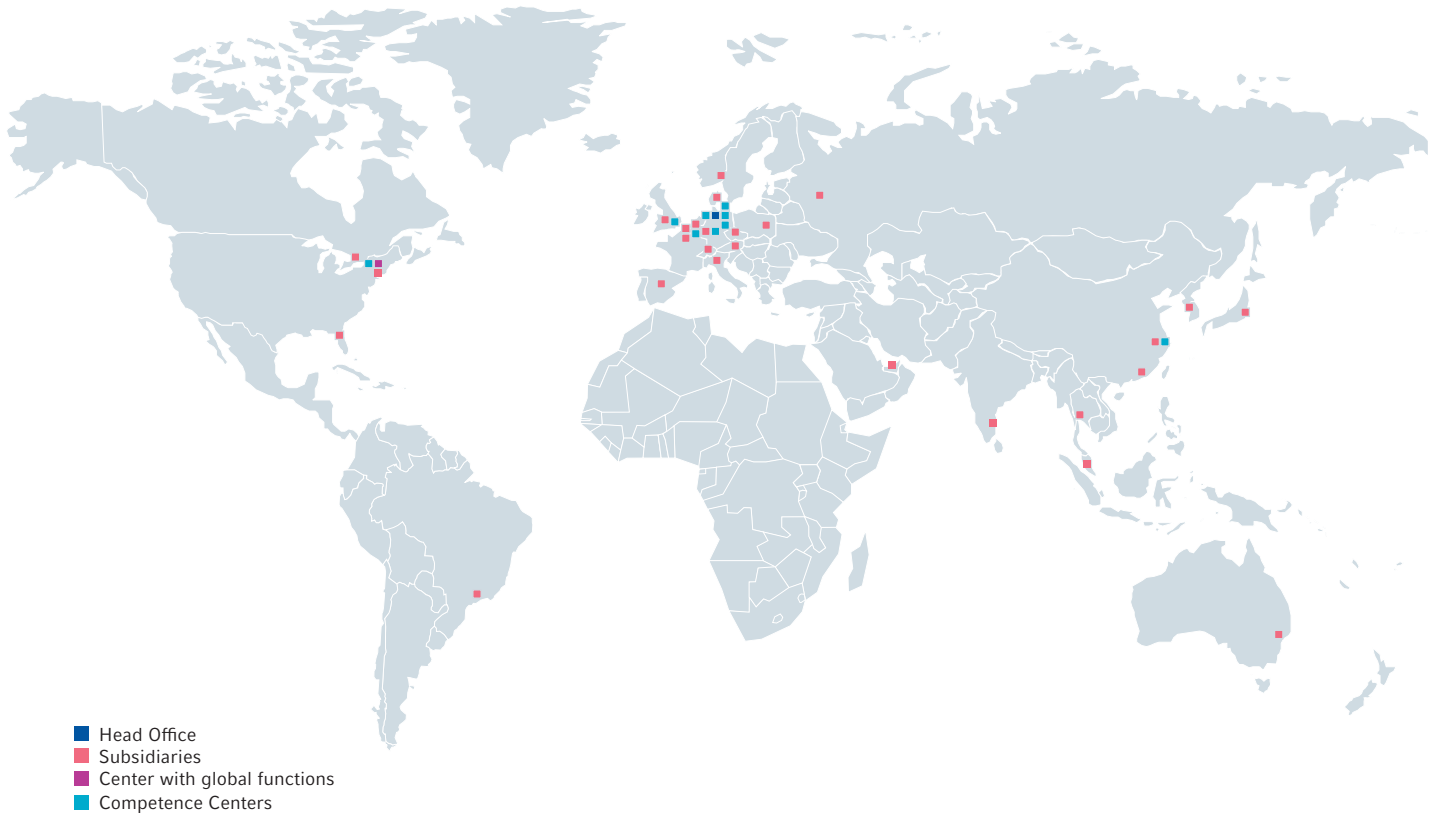 Head Office
Subsidiaries
Center with global functions
Competence Centers